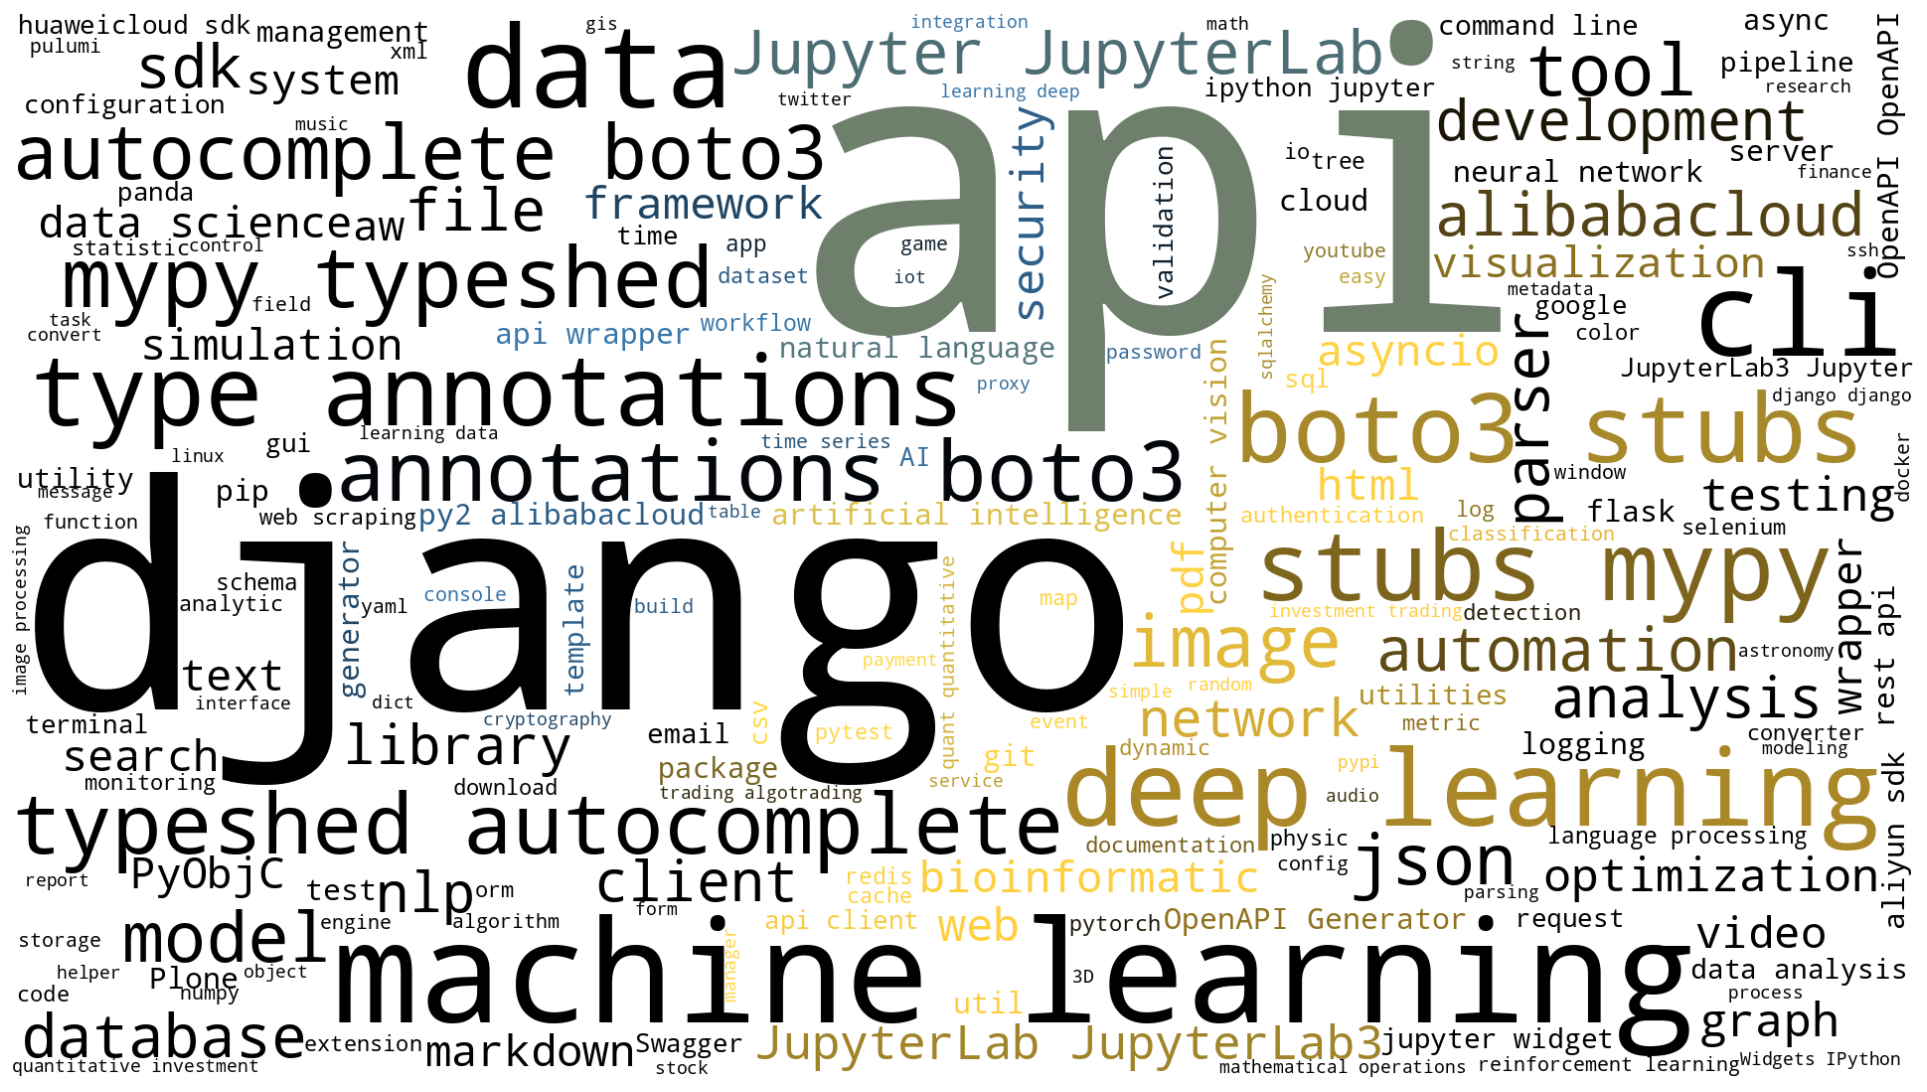 huaweicloud sdk
management
gis
data
integration
math
command line
async
OpenAPI OpenAPI
pulumi
sdk
system
xml
Jupyter JupyterLab
string
tool
pipeline
research
configuration
music
twitter
learning deep
ipython jupyter
development
autocomplete boto3
api
security
validation
io
tree
server
neural network
finance
panda
file
framework
cloud
alibabacloud
data science
aw
time
app
game
youtube
visualization
ssh
statistic
control
mypy typeshed
dataset
iot
easy
sqlalchemy
metadata
google
cli
field
task
convert
simulation
api wrapper
workflow
natural language
password
asyncio
parser
color
JupyterLab3 Jupyter
type annotations
proxy
computer vision
sql
boto3 stubs
django django
learning data
time series
AI
gui
linux
annotations boto3
docker
utility
message
pip
html
window
testing
function
web scraping
py2 alibabacloud
table
artificial intelligence
authentication
log
flask
selenium
classification
image processing
django
schema
analytic
generator
yaml
console
template
build
quant quantitative
map
pdf
stubs mypy
investment trading
detection
wrapper
rest api
text
interface
dict
payment
image
automation
astronomy
simple
random
utilities
analysis
terminal
cryptography
csv
pytest
event
network
metric
converter
search
library
email
git
dynamic
logging
modeling
monitoring
download
package
trading algotrading
service
pypi
deep learning
audio
aliyun sdk
typeshed autocomplete
documentation
physic
config
json
language processing
report
PyObjC
test
nlp
orm
client
redis
cache
bioinformatic
parsing
optimization
model
engine
algorithm
form
api client
web
pytorch
OpenAPI Generator
request
video
storage
helper
Plone
object
machine learning
manager
3D
data analysis
code
numpy
util
process
database
extension
markdown
Swagger
JupyterLab JupyterLab3
jupyter widget
graph
quantitative investment
stock
mathematical operations
reinforcement learning
Widgets IPython